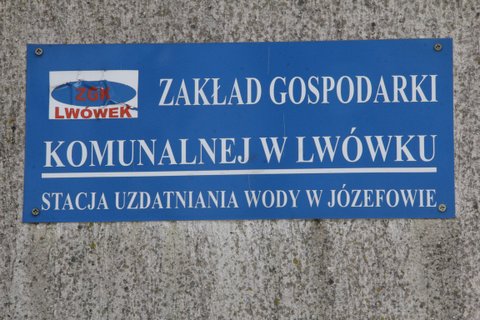 ZGK
LWÓWEK
ZAKŁAD GOSPODARKI
KOMUNALNEJ W LWÓWKU
STACJA UZDATNIANIA WODY W JÓZEFOWIE